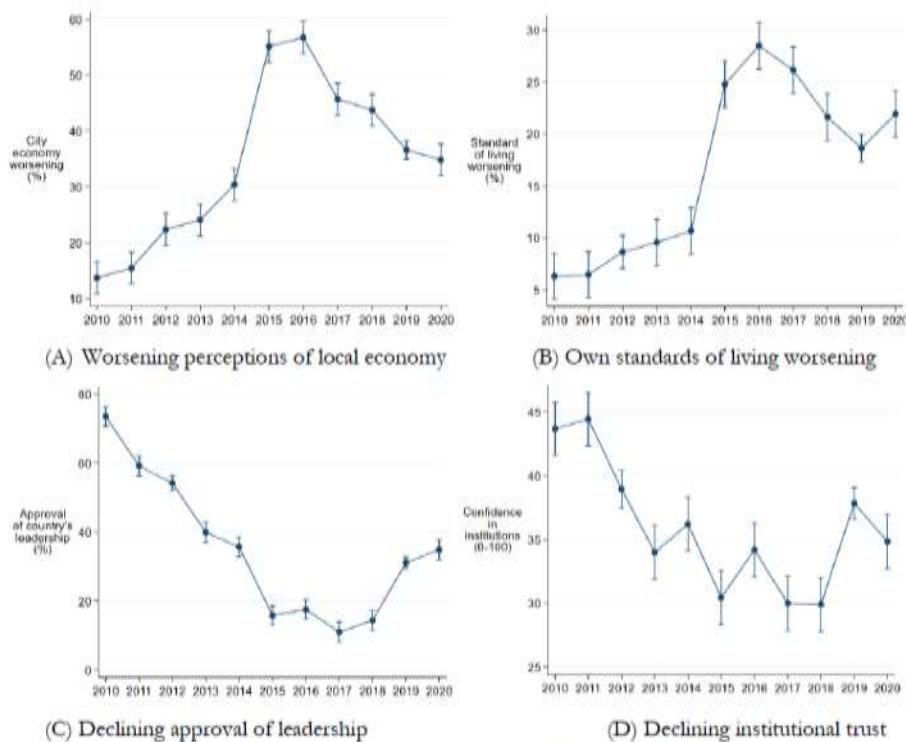 60
50
City
economy
worsening
(%)
40
30
20
10
2010 2011 2012 2013 2014 2015 2016 2017 2018 2019 2020
(A) Worsening perceptions of local economy
30
25
Standard
of living
worsening
(%)
20
15
10
5
2010 2011 2012 2013 2014 2015 2016 2017 2018 2019 2020
(B) Own standards of living worsening
80
60
Approval
of country's
leadership
(%)
40
20
0
2010 2011 2012 2013 2014 2015 2016 2017 2018 2019 2020
(C) Declining approval of leadership
45
40
Confidence
in
institutions
(0-100)
35
30
25
2010 2011 2012 2013 2014 2015 2016 2017 2018 2019 2020
(D) Declining institutional trust